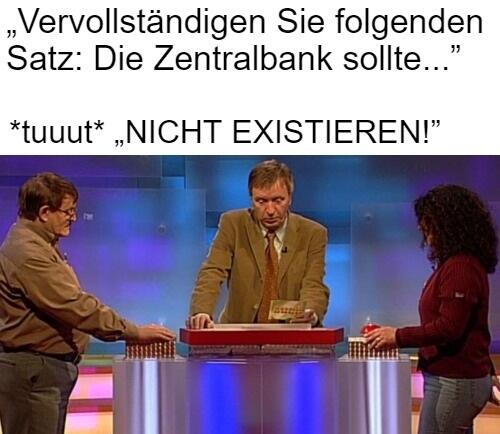 „Vervollständigen Sie folgenden
Satz: Die Zentralbank sollte...”
*tuuut* „NICHT EXISTIEREN!”